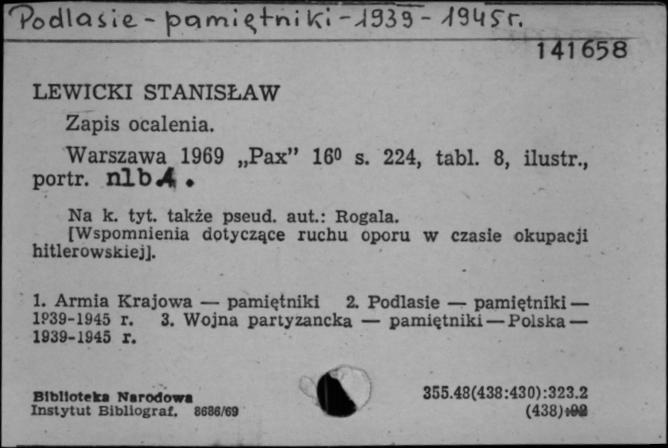 Podlasie - pamiętniki - 1939 - 1945 r.
141658
LEWICKI STANISŁAW
Zapis ocalenia.
Warszawa 1969 „Pax” 16⁰ s. 224, tabl. 8, ilustr.,
portr. nlb 4.
Na k. tyt. także pseud. aut.: Rogala.
[Wspomnienia dotyczące ruchu oporu w czasie okupacji
hitlerowskiej].
1. Armia Krajowa — pamiętniki 2. Podlasie — pamiętniki —
1939-1945 r. 3. Wojna partyzancka — pamiętniki — Polska —
1939-1945 r.
Biblioteka Narodowa
Instytut Bibliograf. 8686/69
355.48(438:430):323.2
(438)